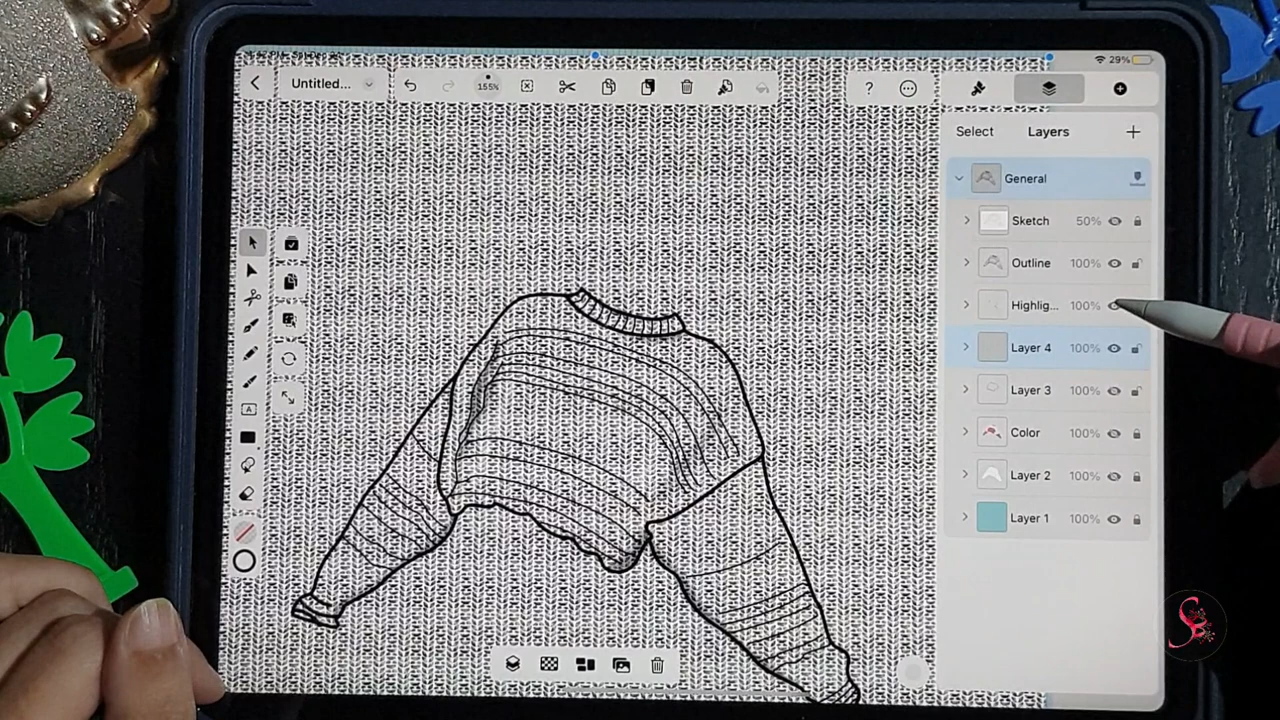 29%
Untitled...
155%
?
Select Layers
General
Sketch 50%
Outline 100%
Highlig... 100%
Layer 4 100%
Layer 3 100%
A
Color 100%
Layer 2 100%
Layer 1 100%